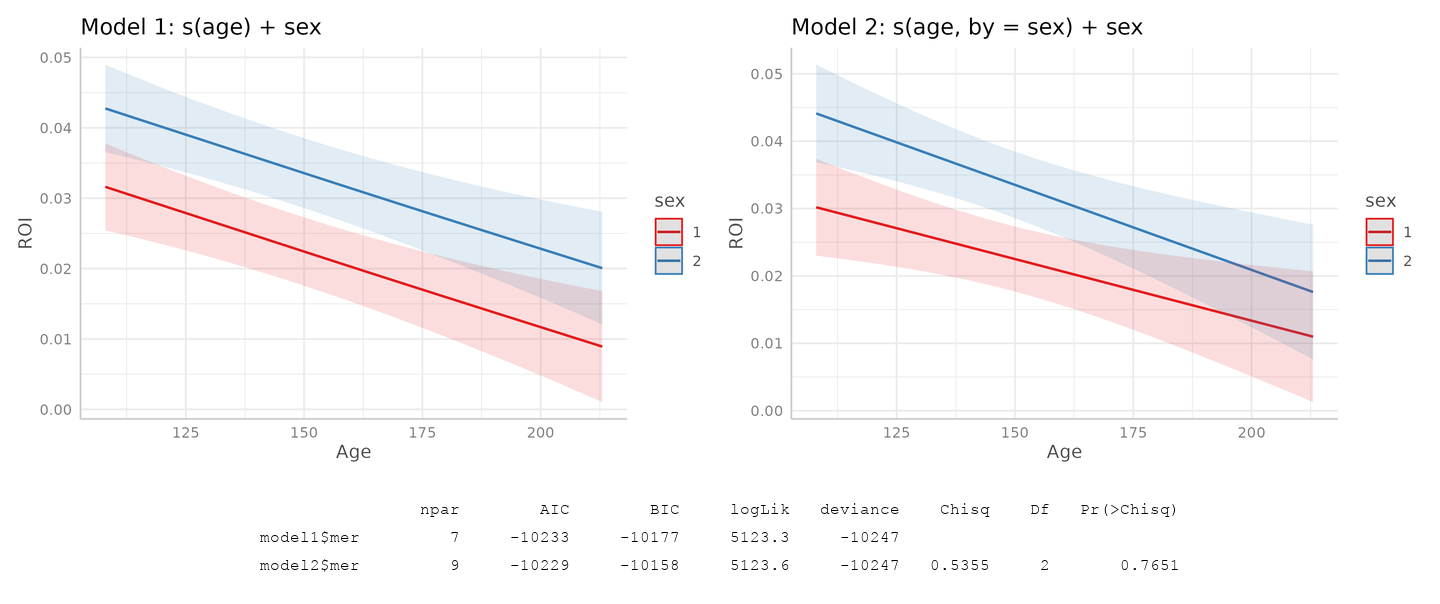 Model 1: s(age) + sex
0.05
0.04
0.03
0.02
0.01
0.00
ROI
125 150 175 200
Age
sex
1
2
Model 2: s(age, by = sex) + sex
0.05
0.04
0.03
0.02
0.01
0.00
ROI
125 150 175 200
Age
sex
1
2
npar AIC BIC logLik deviance Chisq Df Pr(>Chisq)
model1$mer 7 -10233 -10177 5123.3 -10247
model2$mer 9 -10229 -10158 5123.6 -10247 0.5355 2 0.7651